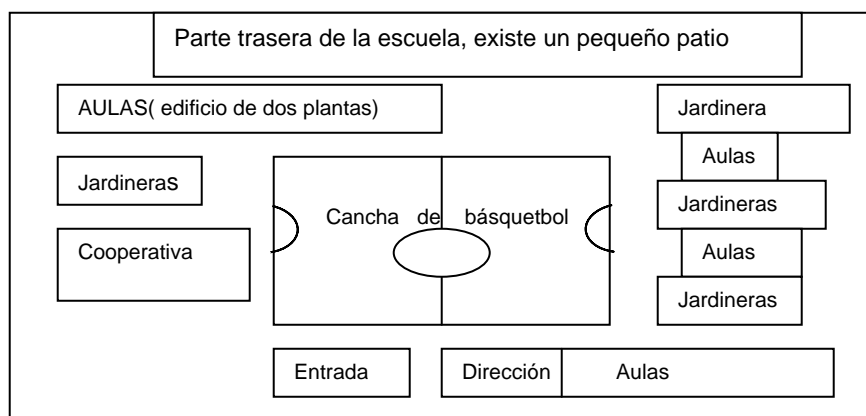 Parte trasera de la escuela, existe un pequeño patio
AULAS( edificio de dos plantas)
Jardinera
Aulas
Jardineras
Jardineras
Cancha de básquetbol
Cooperativa
Aulas
Jardineras
Entrada
Dirección
Aulas